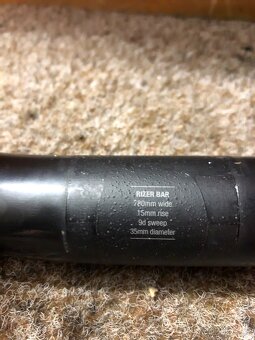 RIZER BAR
780mm wide
15mm rise
9d sweep
35mm diameter